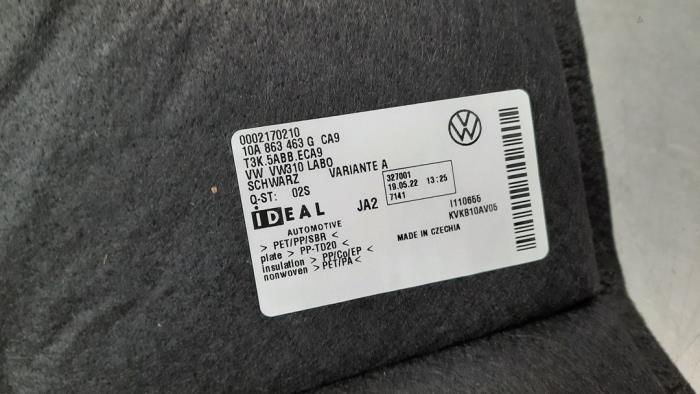 0002170210
10A 863 463 G CA9
T3K.5ABB.ECA9
VW VW310 LABO
SCHWARZ VARIANTE A
Q-ST: 02S
IDEAL
AUTOMOTIVE
JA2
327001
19.05.22 13:25
7141
I110655
KVK810AV05
MADE IN CZECHIA
> PET/PP/SBR <
plate > PP-TD20 <
insulation > PP/Co/EP <
nonwoven >PET/PA<